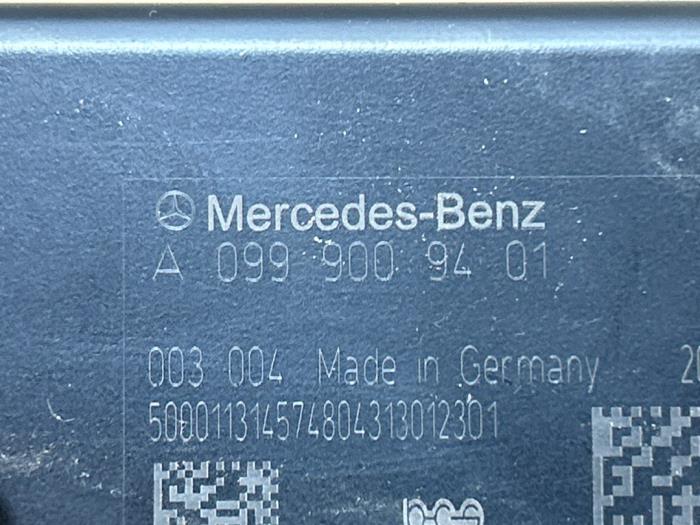 Mercedes-Benz
A 099 900 94 01
003 004 Made in Germany
500011314574804313012301